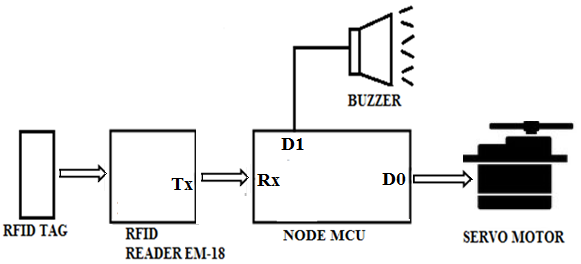 BUZZER
D1
Tx
Rx
D0
RFID TAG
RFID
READER EM-18
NODE MCU
SERVO MOTOR